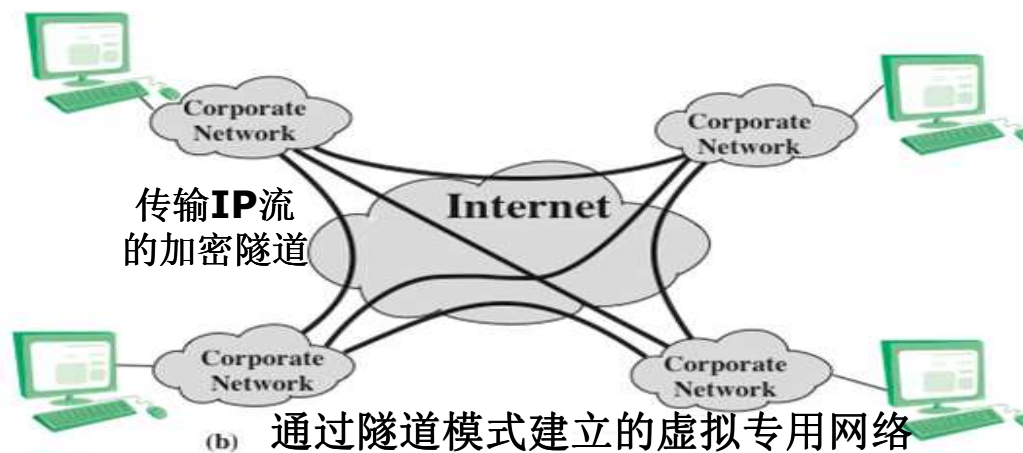 Corporate
Network
Corporate
Network
Internet
传输IP流
的加密隧道
Corporate
Network
Corporate
Network
(b) 通过隧道模式建立的虚拟专用网络